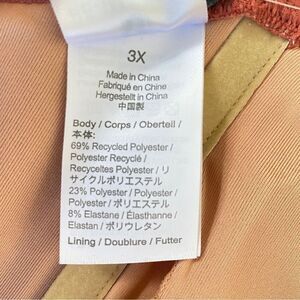 3X
Made in China
Fabriqué en Chine
Hergestellt in China
中国製
Body / Corps / Oberteil /
本体:
69% Recycled Polyester /
Polyester Recyclé /
Recyceltes Polyester / リ
サイクルポリエステル
23% Polyester / Polyester /
Polyester / ポリエステル
8% Elastane / Élasthanne /
Elastan / ポリウレタン
Lining / Doublure / Futter